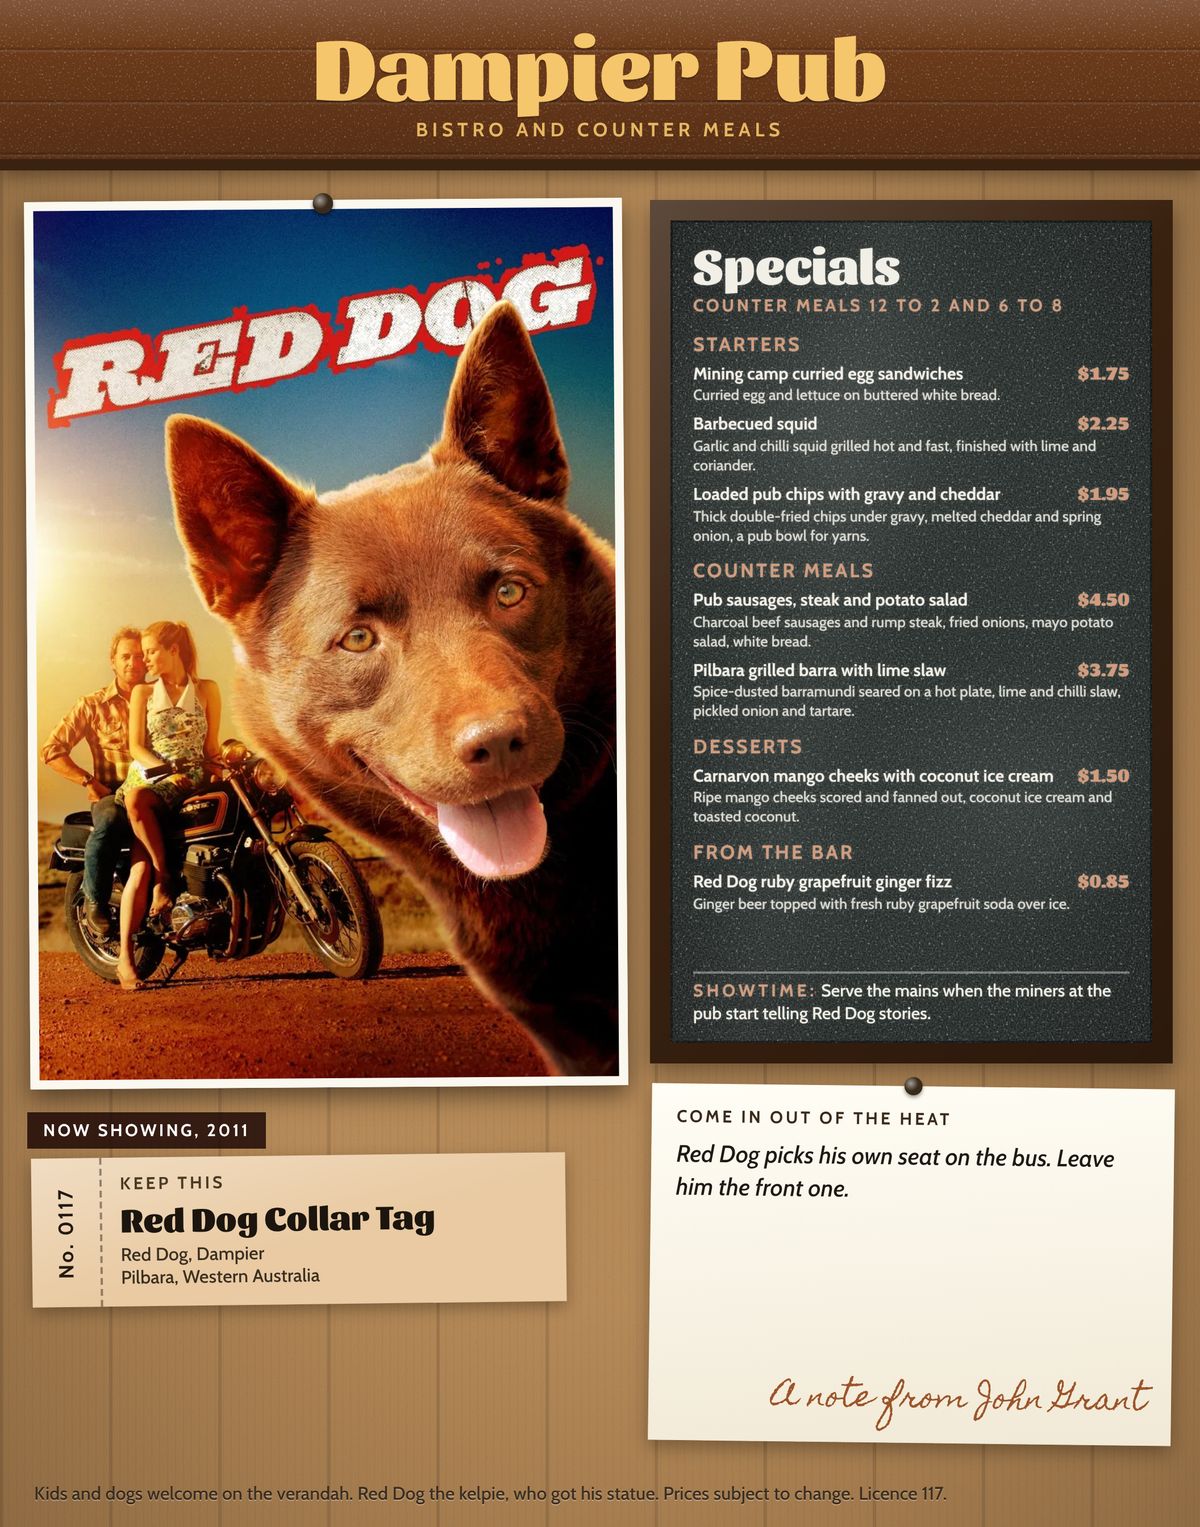 Dampier Pub
BISTRO AND COUNTER MEALS
RED DOG
Specials
COUNTER MEALS 12 TO 2 AND 6 TO 8
STARTERS
Mining camp curried egg sandwiches $1.75
Curried egg and lettuce on buttered white bread.
Barbecued squid $2.25
Garlic and chilli squid grilled hot and fast, finished with lime and
coriander.
Loaded pub chips with gravy and cheddar $1.95
Thick double-fried chips under gravy, melted cheddar and spring
onion, a pub bowl for yarns.
COUNTER MEALS
Pub sausages, steak and potato salad $4.50
Charcoal beef sausages and rump steak, fried onions, mayo potato
salad, white bread.
Pilbara grilled barra with lime slaw $3.75
Spice-dusted barramundi seared on a hot plate, lime and chilli slaw,
pickled onion and tartare.
DESSERTS
Carnarvon mango cheeks with coconut ice cream $1.50
Ripe mango cheeks scored and fanned out, coconut ice cream and
toasted coconut.
FROM THE BAR
Red Dog ruby grapefruit ginger fizz $0.85
Ginger beer topped with fresh ruby grapefruit soda over ice.
SHOWTIME: Serve the mains when the miners at the
pub start telling Red Dog stories.
NOW SHOWING, 2011
No. 0117
KEEP THIS
Red Dog Collar Tag
Red Dog, Dampier
Pilbara, Western Australia
COME IN OUT OF THE HEAT
Red Dog picks his own seat on the bus. Leave
him the front one.
A note from John Grant
Kids and dogs welcome on the verandah. Red Dog the kelpie, who got his statue. Prices subject to change. Licence 117.